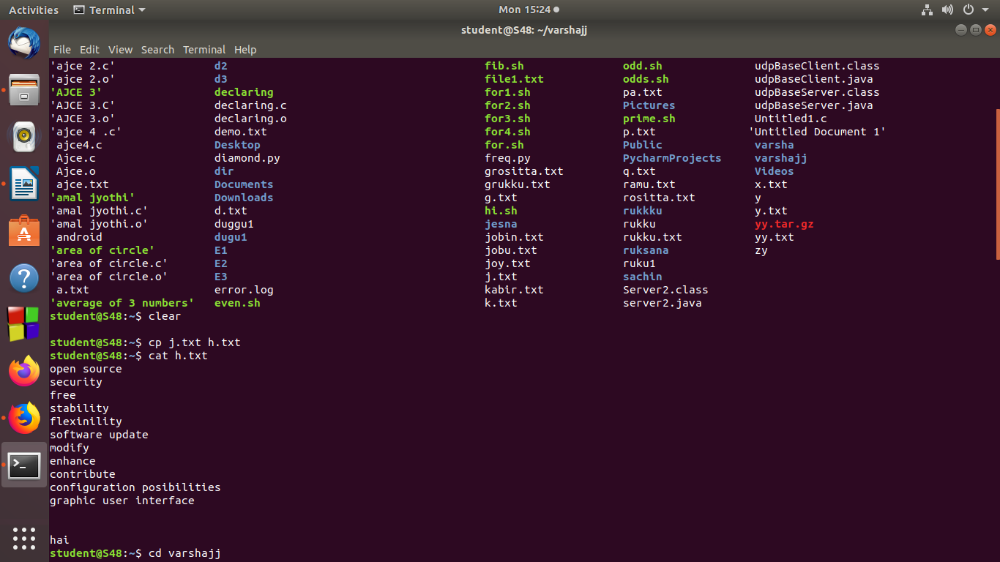 Activities Terminal Mon 15:24
student@S48: ~/varshajj
File Edit View Search Terminal Help
'ajce 2.c' d2 fib.sh odd.sh udpBaseClient.class
'ajce 2.o' d3 file1.txt odds.sh udpBaseClient.java
'AJCE 3' declaring for1.sh pa.txt udpBaseServer.class
'AJCE 3.C' declaring.c for2.sh Pictures udpBaseServer.java
'AJCE 3.o' declaring.o for3.sh prime.sh Untitled1.c
'ajce 4 .c' demo.txt for4.sh p.txt 'Untitled Document 1'
ajce4.c Desktop for.sh Public varsha
Ajce.c diamond.py freq.py PycharmProjects varshajj
Ajce.o dir grositta.txt q.txt Videos
ajce.txt Documents grukku.txt ramu.txt x.txt
'amal jyothi' Downloads g.txt rositta.txt y
'amal jyothi.c' d.txt hi.sh rukkku y.txt
'amal jyothi.o' duggu1 jesna rukku yy.tar.gz
android dugu1 jobin.txt rukku.txt yy.txt
'area of circle' E1 jobu.txt ruksana zy
'area of circle.c' E2 joy.txt ruku1
'area of circle.o' E3 j.txt sachin
a.txt error.log kabir.txt Server2.class
'average of 3 numbers' even.sh k.txt server2.java
student@S48:~$ clear
student@S48:~$ cp j.txt h.txt
student@S48:~$ cat h.txt
open source
security
free
stability
flexinility
software update
modify
enhance
contribute
configuration posibilities
graphic user interface
hai
student@S48:~$ cd varshajj